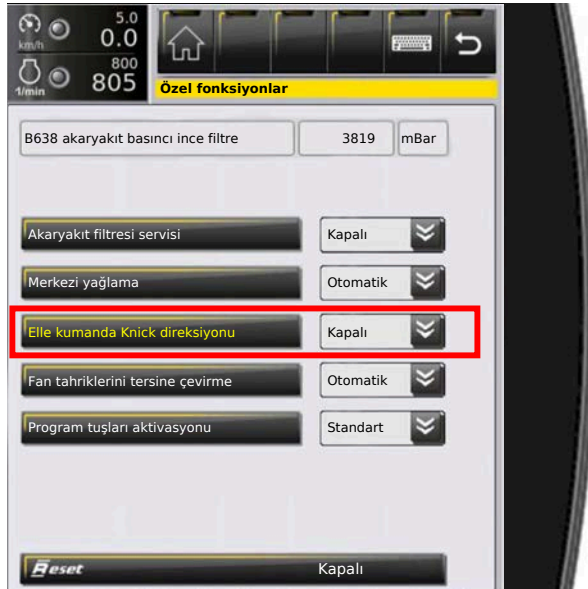 5.0
km/h 0.0
800
1/min 805
Özel fonksiyonlar
B638 akaryakıt basıncı ince filtre 3819 mBar
Akaryakıt filtresi servisi Kapalı
Merkezi yağlama Otomatik
Elle kumanda Knick direksiyonu Kapalı
Fan tahriklerini tersine çevirme Otomatik
Program tuşları aktivasyonu Standart
Reset Kapalı